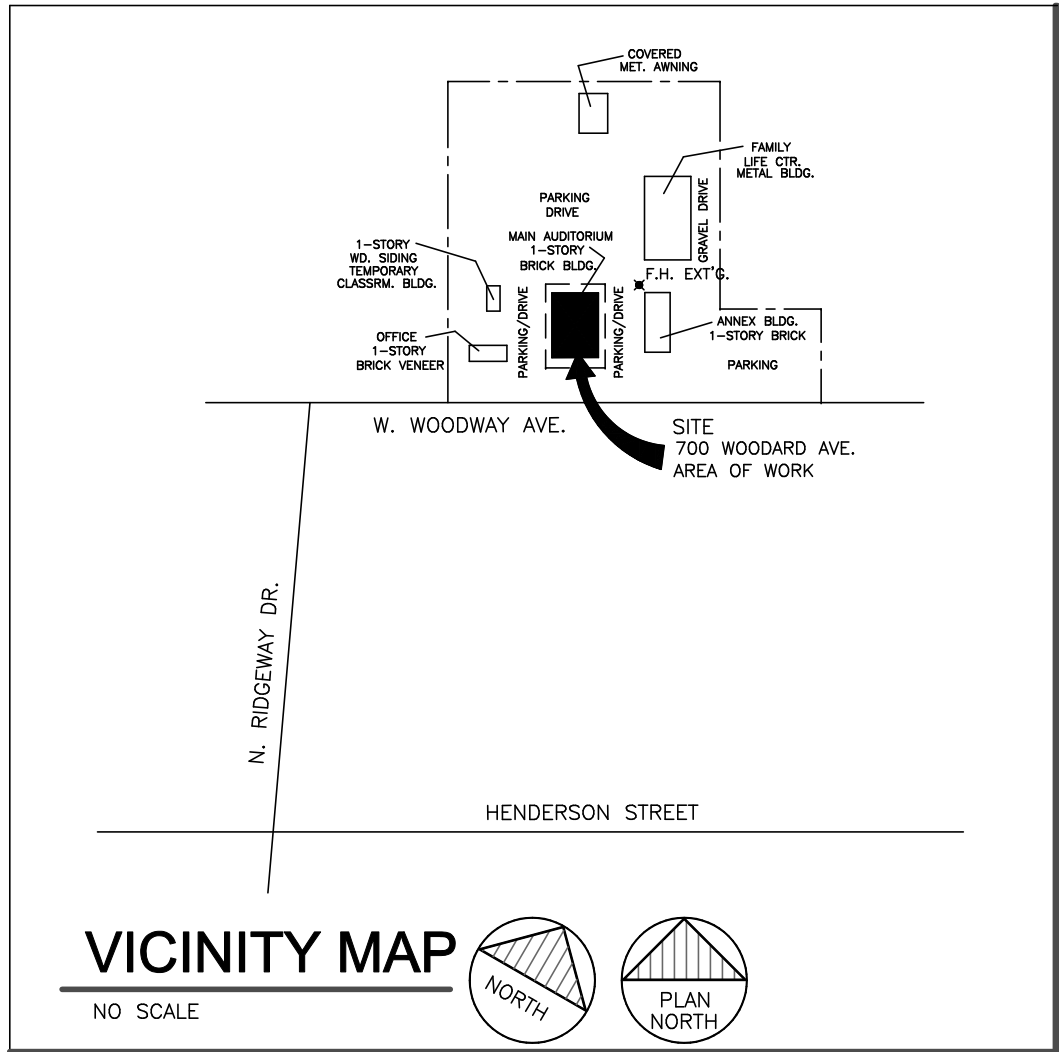 COVERED
MET. AWNING
FAMILY
LIFE CTR.
METAL BLDG.
GRAVEL DRIVE
PARKING
DRIVE
MAIN AUDITORIUM
1-STORY
BRICK BLDG.
1-STORY
WD. SIDING
TEMPORARY
CLASSRM. BLDG.
F.H. EXT'G.
PARKING/DRIVE
PARKING/DRIVE
OFFICE
1-STORY
BRICK VENEER
ANNEX BLDG.
1-STORY BRICK
PARKING
W. WOODWAY AVE.
SITE
700 WOODARD AVE.
AREA OF WORK
N. RIDGEWAY DR.
HENDERSON STREET
VICINITY MAP
NO SCALE
NORTH
PLAN
NORTH